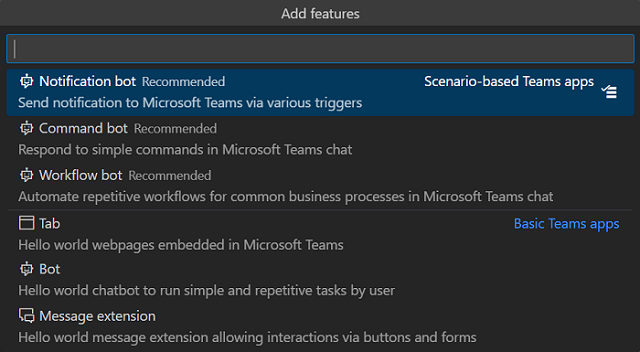 Add features
Notification bot Recommended Scenario-based Teams apps
Send notification to Microsoft Teams via various triggers
Command bot Recommended
Respond to simple commands in Microsoft Teams chat
Workflow bot Recommended
Automate repetitive workflows for common business processes in Microsoft Teams chat
Tab Basic Teams apps
Hello world webpages embedded in Microsoft Teams
Bot
Hello world chatbot to run simple and repetitive tasks by user
Message extension
Hello world message extension allowing interactions via buttons and forms